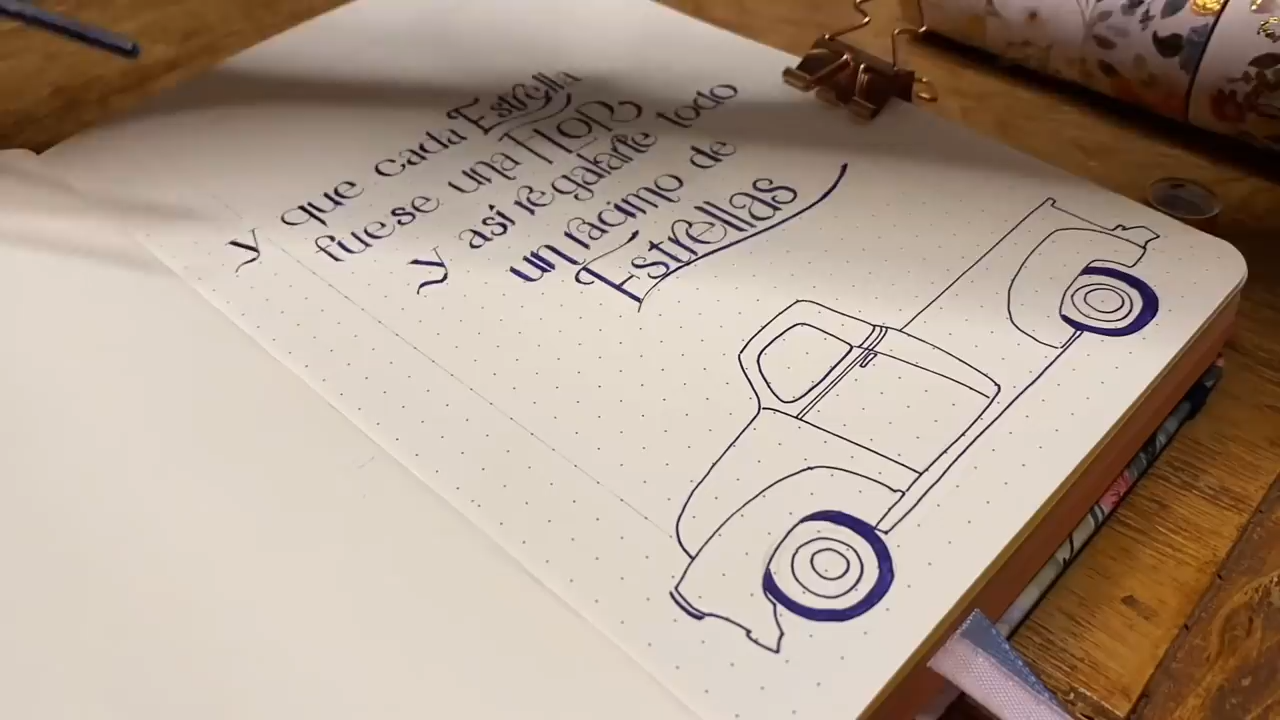 y que cada Estrella
fuese una FLOR
y así regalarte todo
un racimo de
Estrellas